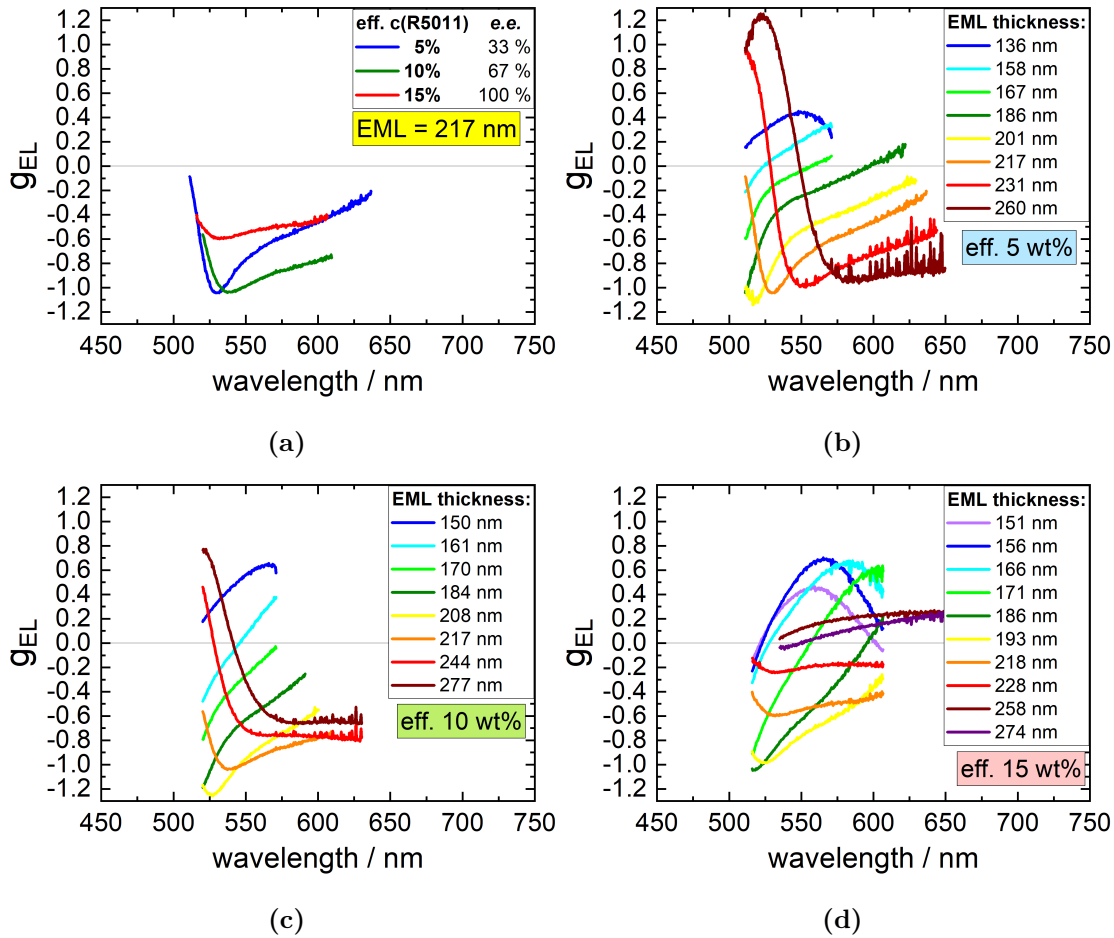 eff. c(R5011) e.e.
5% 33 %
10% 67 %
15% 100 %
EML = 217 nm
1.2
1.0
0.8
0.6
0.4
0.2
0.0
-0.2
-0.4
-0.6
-0.8
-1.0
-1.2
gEL
450 500 550 600 650 700 750
wavelength / nm
(a)
EML thickness:
136 nm
158 nm
167 nm
186 nm
201 nm
217 nm
231 nm
260 nm
eff. 5 wt%
1.2
1.0
0.8
0.6
0.4
0.2
0.0
-0.2
-0.4
-0.6
-0.8
-1.0
-1.2
gEL
450 500 550 600 650 700 750
wavelength / nm
(b)
EML thickness:
150 nm
161 nm
170 nm
184 nm
208 nm
217 nm
244 nm
277 nm
eff. 10 wt%
1.2
1.0
0.8
0.6
0.4
0.2
0.0
-0.2
-0.4
-0.6
-0.8
-1.0
-1.2
gEL
450 500 550 600 650 700 750
wavelength / nm
(c)
EML thickness:
151 nm
156 nm
166 nm
171 nm
186 nm
193 nm
218 nm
228 nm
258 nm
274 nm
eff. 15 wt%
1.2
1.0
0.8
0.6
0.4
0.2
0.0
-0.2
-0.4
-0.6
-0.8
-1.0
-1.2
gEL
450 500 550 600 650 700 750
wavelength / nm
(d)